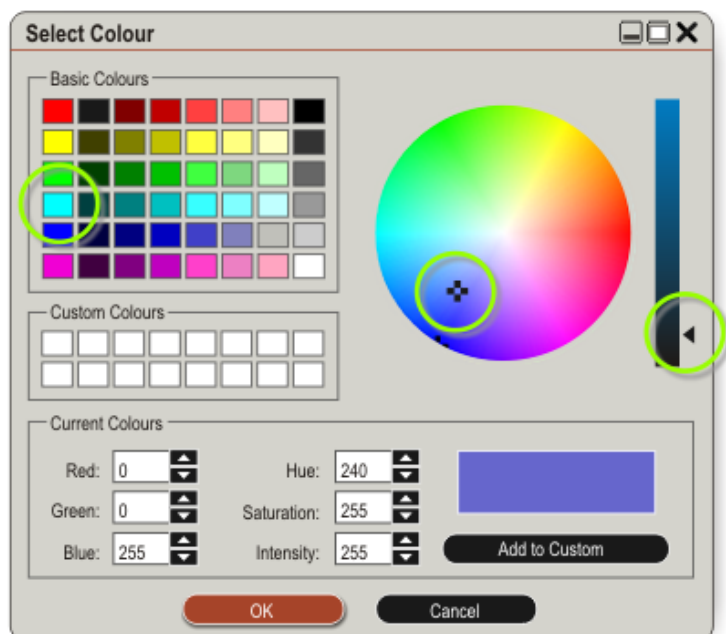 Select Colour
Basic Colours
Custom Colours
Current Colours
Red: 0 Hue: 240
Green: 0 Saturation: 255
Blue: 255 Intensity: 255
Add to Custom
OK Cancel